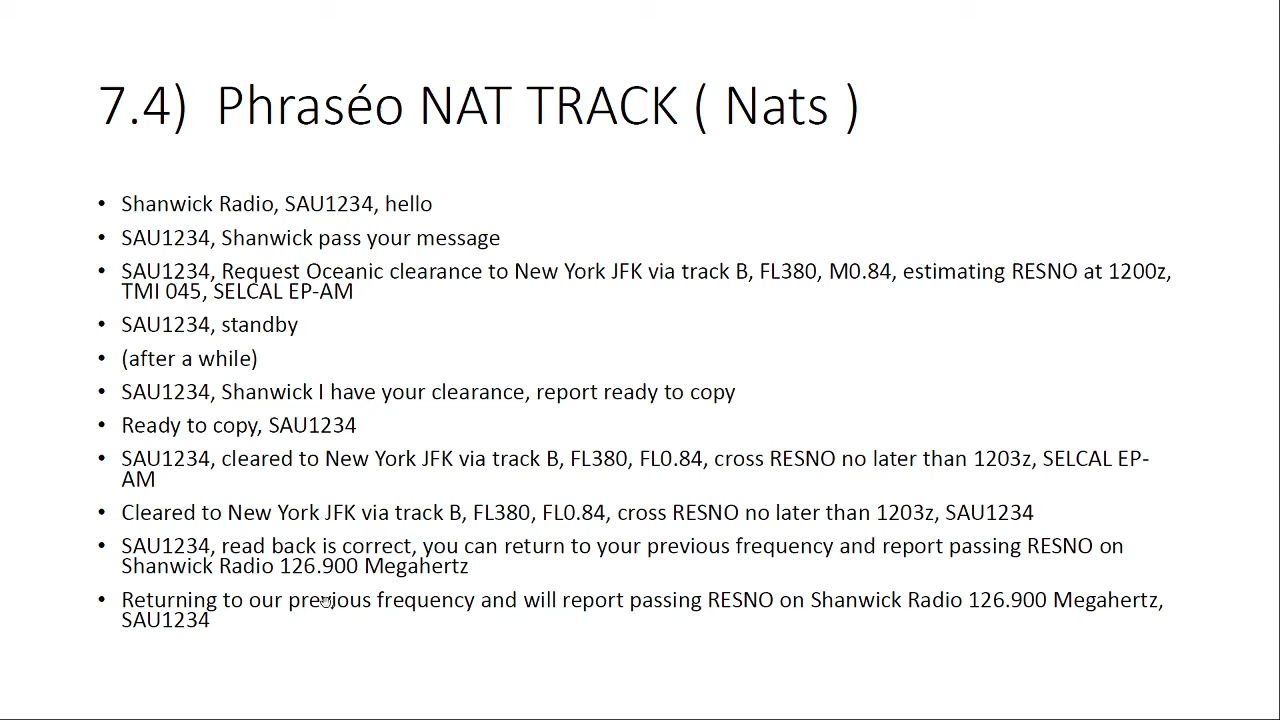 7.4) Phraséo NAT TRACK ( Nats )
• Shanwick Radio, SAU1234, hello
• SAU1234, Shanwick pass your message
• SAU1234, Request Oceanic clearance to New York JFK via track B, FL380, M0.84, estimating RESNO at 1200z,
TMI 045, SELCAL EP-AM
• SAU1234, standby
• (after a while)
• SAU1234, Shanwick I have your clearance, report ready to copy
• Ready to copy, SAU1234
• SAU1234, cleared to New York JFK via track B, FL380, FL0.84, cross RESNO no later than 1203z, SELCAL EP-
AM
• Cleared to New York JFK via track B, FL380, FL0.84, cross RESNO no later than 1203z, SAU1234
• SAU1234, read back is correct, you can return to your previous frequency and report passing RESNO on
Shanwick Radio 126.900 Megahertz
• Returning to our previous frequency and will report passing RESNO on Shanwick Radio 126.900 Megahertz,
SAU1234